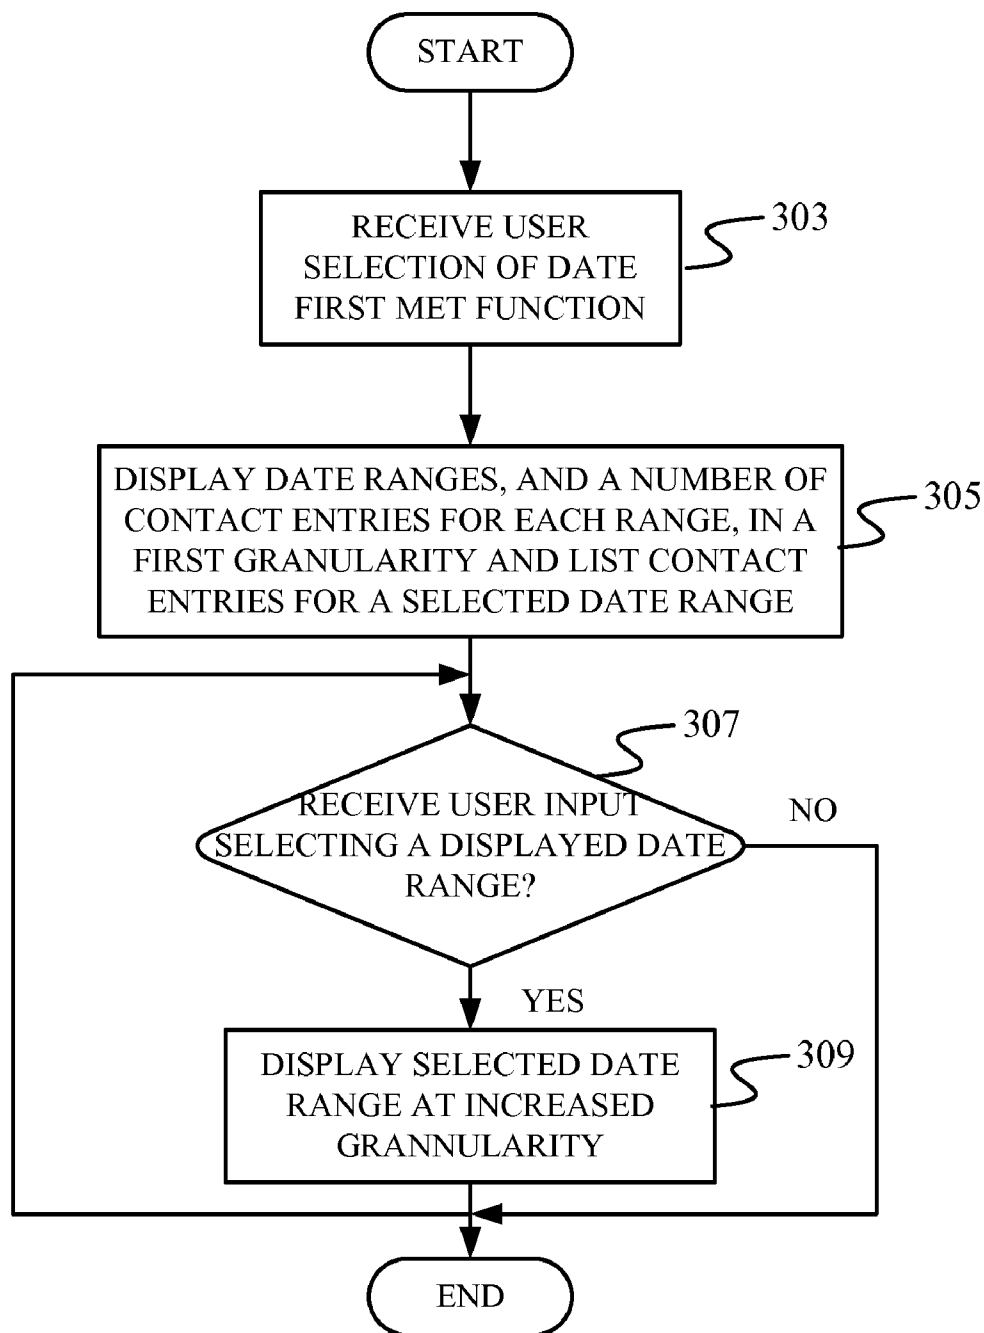 START
RECEIVE USER
SELECTION OF DATE
FIRST MET FUNCTION
303
DISPLAY DATE RANGES, AND A NUMBER OF
CONTACT ENTRIES FOR EACH RANGE, IN A
FIRST GRANULARITY AND LIST CONTACT
ENTRIES FOR A SELECTED DATE RANGE
305
307
RECEIVE USER INPUT
SELECTING A DISPLAYED DATE
RANGE?
NO
YES
DISPLAY SELECTED DATE
RANGE AT INCREASED
GRANNULARITY
309
END